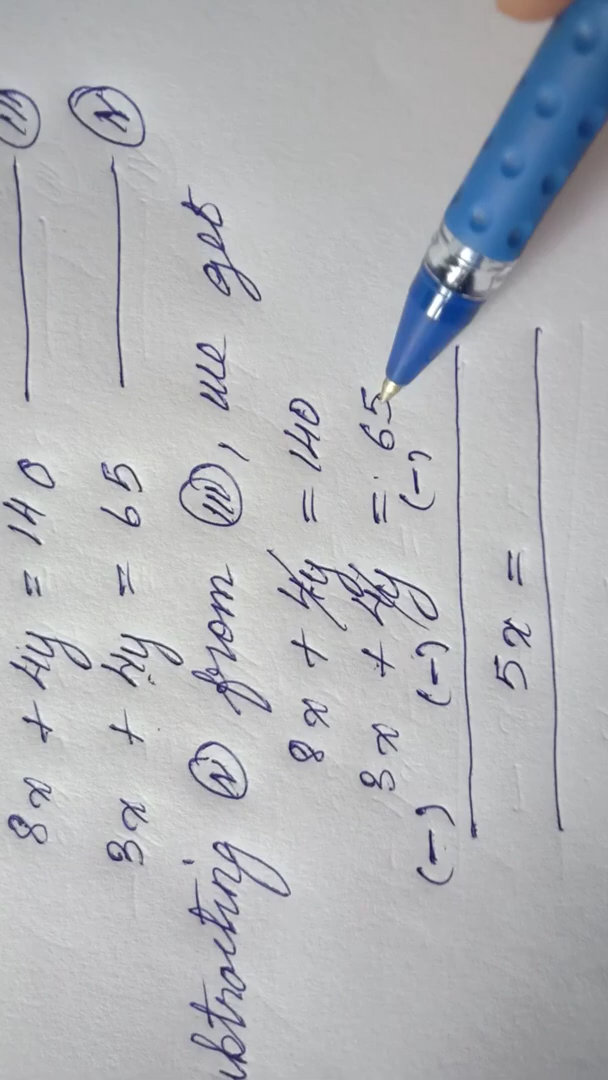 8x + 4y = 140 (III)
3x + 4y = 65 (IV)
ubtracting (IV) from (III), we get
8x + 4y = 140
3x + 4y = 65
(-) (-) (-)
5x =